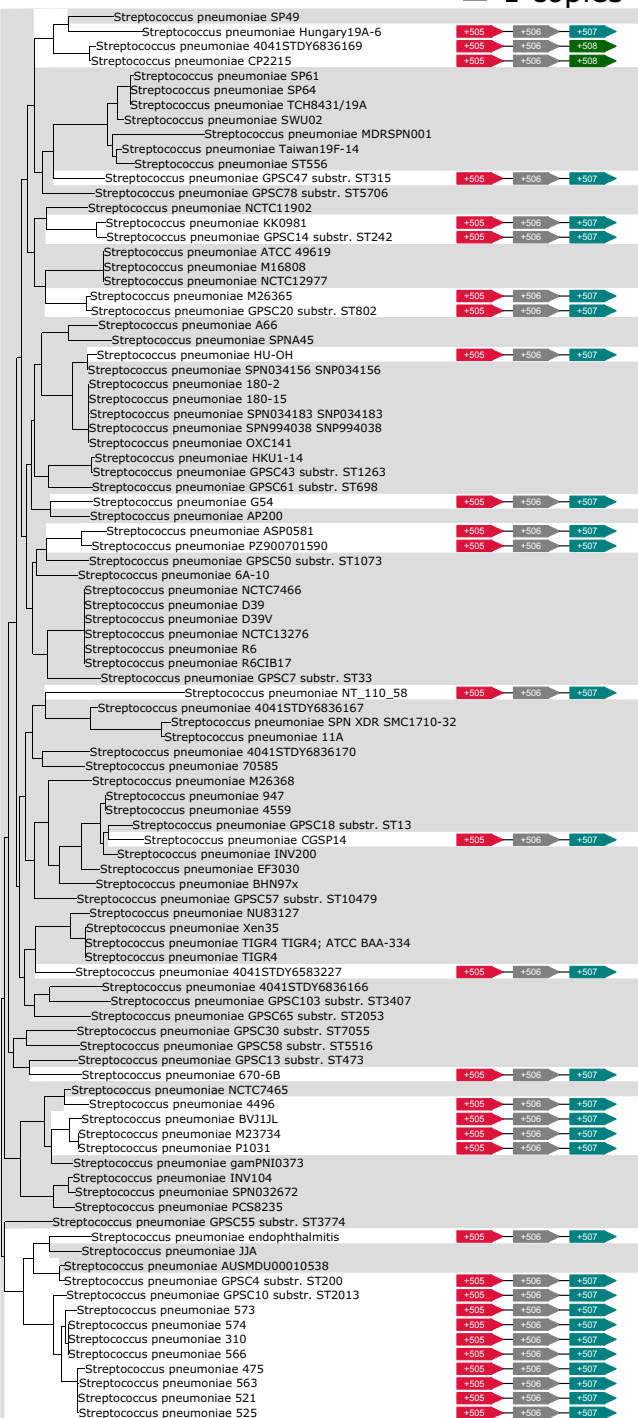 Streptococcus pneumoniae SP49
Streptococcus pneumoniae Hungary19A-6 +505 +506 +507
Streptococcus pneumoniae 4041STDY6836169 +505 +506 +508
Streptococcus pneumoniae CP2215 +505 +506 +508
Streptococcus pneumoniae SP61
Streptococcus pneumoniae SP64
Streptococcus pneumoniae TCH8431/19A
Streptococcus pneumoniae SWU02
Streptococcus pneumoniae MDRSPN001
Streptococcus pneumoniae Taiwan19F-14
Streptococcus pneumoniae ST556
Streptococcus pneumoniae GPSC47 substr. ST315 +505 +506 +507
Streptococcus pneumoniae GPSC78 substr. ST5706
Streptococcus pneumoniae NCTC11902
Streptococcus pneumoniae KK0981 +505 +506 +507
Streptococcus pneumoniae GPSC14 substr. ST242 +505 +506 +507
Streptococcus pneumoniae ATCC 49619
Streptococcus pneumoniae M16808
Streptococcus pneumoniae NCTC12977
Streptococcus pneumoniae M26365 +505 +506 +507
Streptococcus pneumoniae GPSC20 substr. ST802 +505 +506 +507
Streptococcus pneumoniae A66
Streptococcus pneumoniae SPNA45
Streptococcus pneumoniae HU-OH +505 +506 +507
Streptococcus pneumoniae SPN034156 SNP034156
Streptococcus pneumoniae 180-2
Streptococcus pneumoniae 180-15
Streptococcus pneumoniae SPN034183 SNP034183
Streptococcus pneumoniae SPN994038 SNP994038
Streptococcus pneumoniae OXC141
Streptococcus pneumoniae HKU1-14
Streptococcus pneumoniae GPSC43 substr. ST1263
Streptococcus pneumoniae GPSC61 substr. ST698
Streptococcus pneumoniae G54 +505 +506 +507
Streptococcus pneumoniae AP200
Streptococcus pneumoniae ASP0581 +505 +506 +507
Streptococcus pneumoniae PZ900701590 +505 +506 +507
Streptococcus pneumoniae GPSC50 substr. ST1073
Streptococcus pneumoniae 6A-10
Streptococcus pneumoniae NCTC7466
Streptococcus pneumoniae D39
Streptococcus pneumoniae D39V
Streptococcus pneumoniae NCTC13276
Streptococcus pneumoniae R6
Streptococcus pneumoniae R6CIB17
Streptococcus pneumoniae GPSC7 substr. ST33
Streptococcus pneumoniae NT_110_58 +505 +506 +507
Streptococcus pneumoniae 4041STDY6836167
Streptococcus pneumoniae SPN XDR SMC1710-32
Streptococcus pneumoniae 11A
Streptococcus pneumoniae 4041STDY6836170
Streptococcus pneumoniae 70585
Streptococcus pneumoniae M26368
Streptococcus pneumoniae 947
Streptococcus pneumoniae 4559
Streptococcus pneumoniae GPSC18 substr. ST13
Streptococcus pneumoniae CGSP14 +505 +506 +507
Streptococcus pneumoniae INV200
Streptococcus pneumoniae EF3030
Streptococcus pneumoniae BHN97x
Streptococcus pneumoniae GPSC57 substr. ST10479
Streptococcus pneumoniae NU83127
Streptococcus pneumoniae Xen35
Streptococcus pneumoniae TIGR4 TIGR4; ATCC BAA-334
Streptococcus pneumoniae TIGR4
Streptococcus pneumoniae 4041STDY6583227 +505 +506 +507
Streptococcus pneumoniae 4041STDY6836166
Streptococcus pneumoniae GPSC103 substr. ST3407
Streptococcus pneumoniae GPSC65 substr. ST2053
Streptococcus pneumoniae GPSC30 substr. ST7055
Streptococcus pneumoniae GPSC58 substr. ST5516
Streptococcus pneumoniae GPSC13 substr. ST473
Streptococcus pneumoniae 670-6B +505 +506 +507
Streptococcus pneumoniae NCTC7465
Streptococcus pneumoniae 4496 +505 +506 +507
Streptococcus pneumoniae BVJ1JL +505 +506 +507
Streptococcus pneumoniae M23734 +505 +506 +507
Streptococcus pneumoniae P1031 +505 +506 +507
Streptococcus pneumoniae gamPNI0373
Streptococcus pneumoniae INV104
Streptococcus pneumoniae SPN032672
Streptococcus pneumoniae PCS8235
Streptococcus pneumoniae GPSC55 substr. ST3774
Streptococcus pneumoniae endophthalmitis +505 +506 +507
Streptococcus pneumoniae JJA
Streptococcus pneumoniae AUSMDU00010538
Streptococcus pneumoniae GPSC4 substr. ST200 +505 +506 +507
Streptococcus pneumoniae GPSC10 substr. ST2013 +505 +506 +507
Streptococcus pneumoniae 573 +505 +506 +507
Streptococcus pneumoniae 574 +505 +506 +507
Streptococcus pneumoniae 310 +505 +506 +507
Streptococcus pneumoniae 566 +505 +506 +507
Streptococcus pneumoniae 475 +505 +506 +507
Streptococcus pneumoniae 563 +505 +506 +507
Streptococcus pneumoniae 521 +505 +506 +507
Streptococcus pneumoniae 525 +505 +506 +507